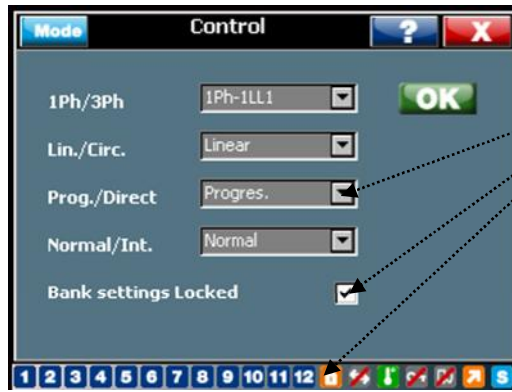 Mode Control ? X
1Ph/3Ph 1Ph-1LL1 OK
Lin./Circ. Linear
Prog./Direct Progres.
Normal/Int. Normal
Bank settings Locked
1 2 3 4 5 6 7 8 9 10 11 12 S